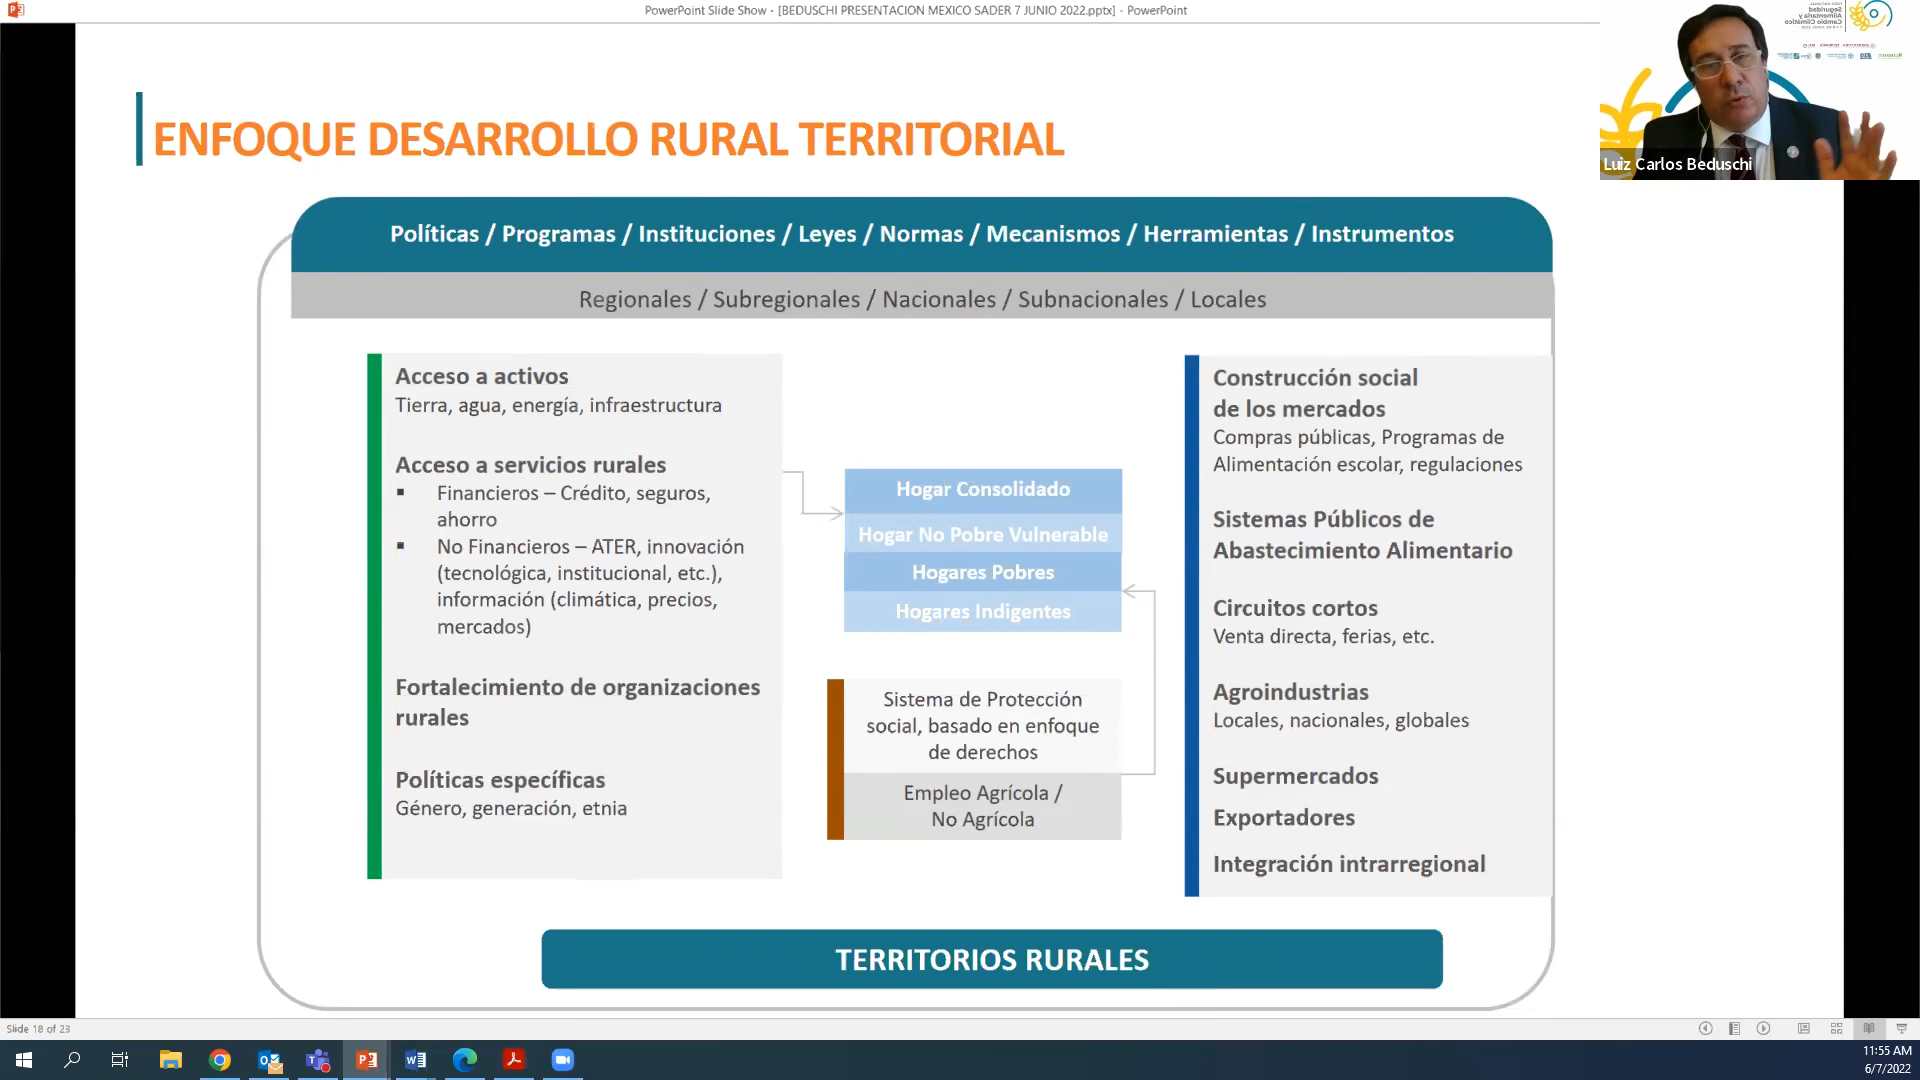 PowerPoint Slide Show - [BEDUSCHI PRESENTACION MEXICO SADER 7 JUNIO 2022.pptx] - PowerPoint
Seguridad
Alimentaria y
Cambio Climático
Luiz Carlos Beduschi
ENFOQUE DESARROLLO RURAL TERRITORIAL
Políticas / Programas / Instituciones / Leyes / Normas / Mecanismos / Herramientas / Instrumentos
Regionales / Subregionales / Nacionales / Subnacionales / Locales
Acceso a activos
Tierra, agua, energía, infraestructura
Acceso a servicios rurales
▪ Financieros – Crédito, seguros,
ahorro
▪ No Financieros – ATER, innovación
(tecnológica, institucional, etc.),
información (climática, precios,
mercados)
Fortalecimiento de organizaciones
rurales
Políticas específicas
Género, generación, etnia
Hogar Consolidado
Hogar No Pobre Vulnerable
Hogares Pobres
Hogares Indigentes
Sistema de Protección
social, basado en enfoque
de derechos
Empleo Agrícola /
No Agrícola
Construcción social
de los mercados
Compras públicas, Programas de
Alimentación escolar, regulaciones
Sistemas Públicos de
Abastecimiento Alimentario
Circuitos cortos
Venta directa, ferias, etc.
Agroindustrias
Locales, nacionales, globales
Supermercados
Exportadores
Integración intrarregional
TERRITORIOS RURALES
Slide 18 of 23
11:55 AM
6/7/2022